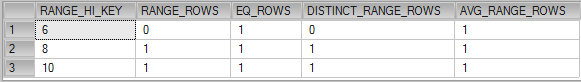 RANGE_HI_KEY RANGE_ROWS EQ_ROWS DISTINCT_RANGE_ROWS AVG_RANGE_ROWS
1 6 0 1 0 1
2 8 1 1 1 1
3 10 1 1 1 1